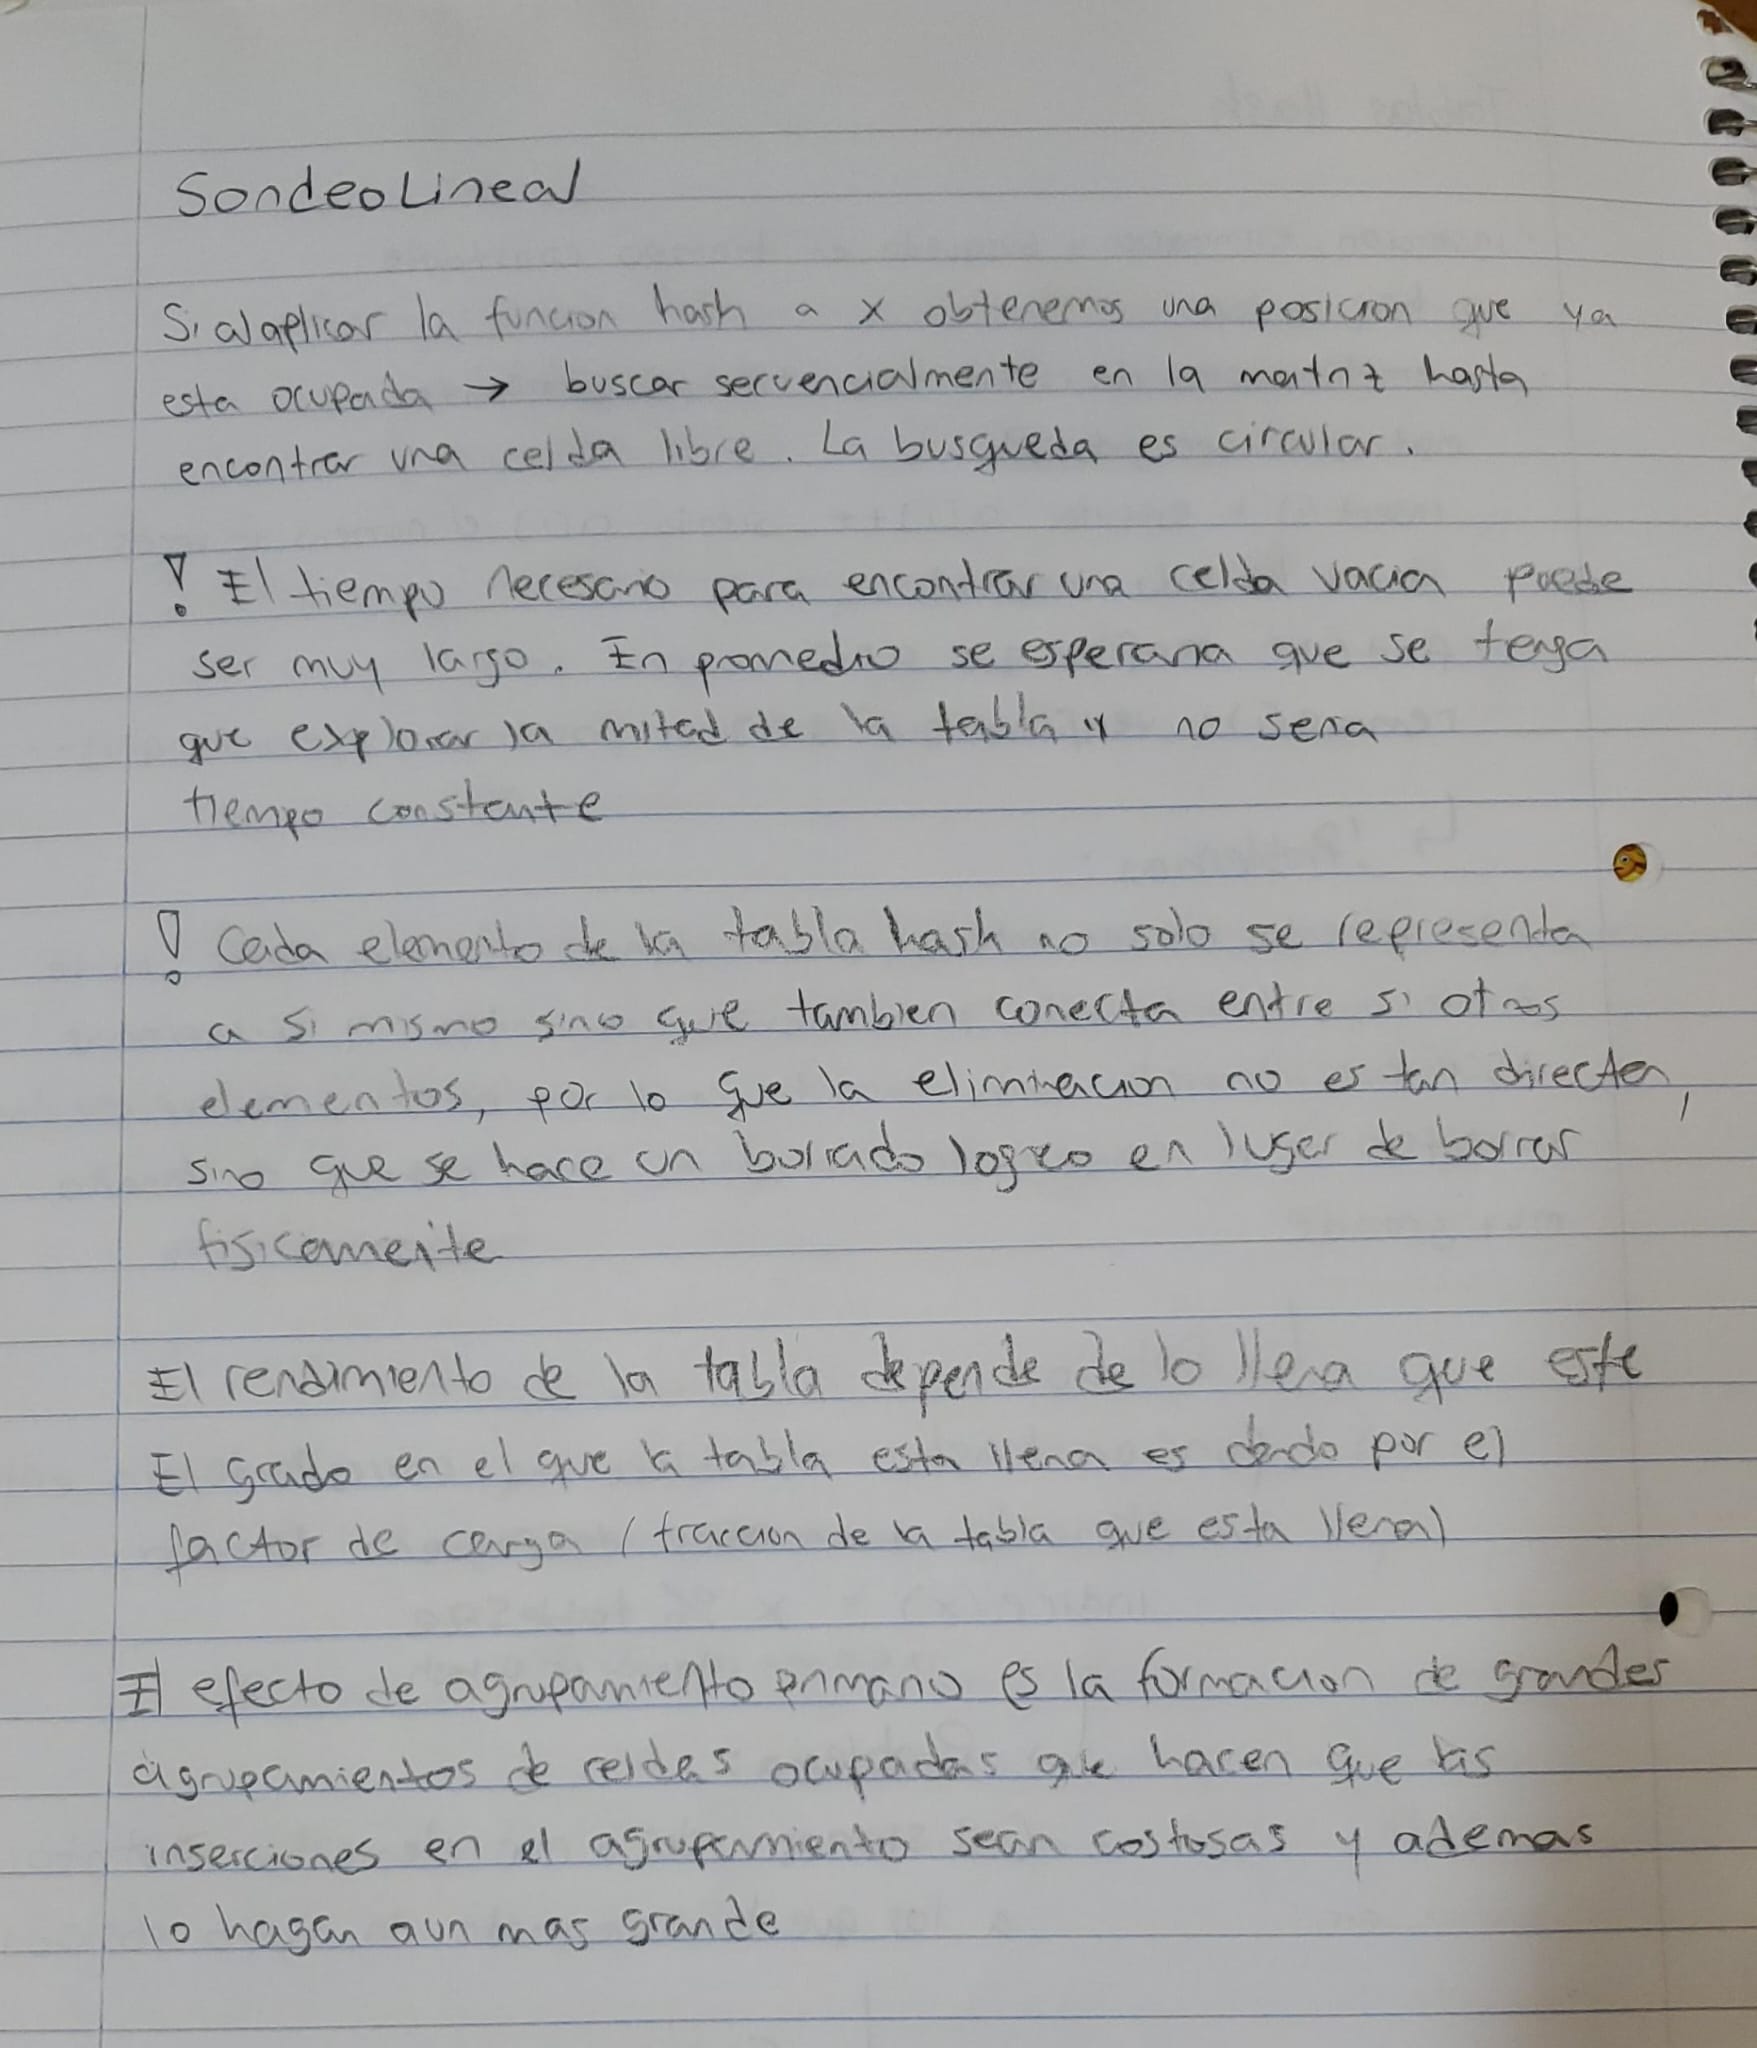 Sondeo Lineal
Si al aplicar la funcion hash a x obtenemos una posicion que ya
esta ocupada → buscar secuencialmente en la matriz hasta
encontrar una celda libre. La busqueda es circular.
! El tiempo necesario para encontrar una celda vacia puede
ser muy largo. En promedio se esperaria que se tenga
que explorar la mitad de la tabla y no seria
tiempo constante
! Cada elemento de la tabla hash no solo se representa
a si mismo sino que tambien conecta entre si otros
elementos, por lo que la eliminacion no es tan directa,
sino que se hace un borrado logico en lugar de borrar
fisicamente
El rendimiento de la tabla depende de lo llena que este
El grado en el que la tabla esta llena es dado por el
factor de carga (fraccion de la tabla que esta llena)
El efecto de agrupamiento primario es la formacion de grandes
agrupamientos de celdas ocupadas que hacen que las
inserciones en el agrupamiento sean costosas y ademas
lo hagan aun mas grande